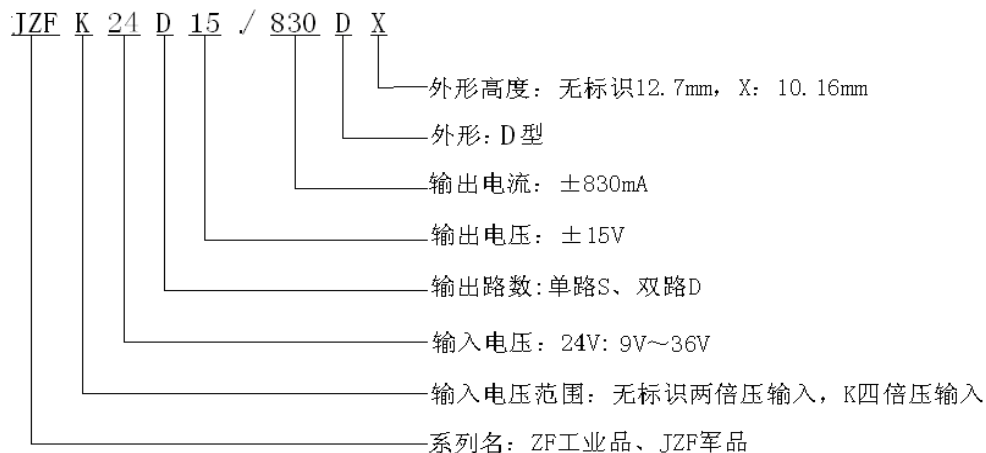 JZF K 24 D 15 / 830 D X
外形高度：无标识12.7mm，X：10.16mm
外形：D型
输出电流：±830mA
输出电压：±15V
输出路数:单路S、双路D
输入电压：24V: 9V～36V
输入电压范围：无标识两倍压输入，K四倍压输入
系列名：ZF工业品、JZF军品